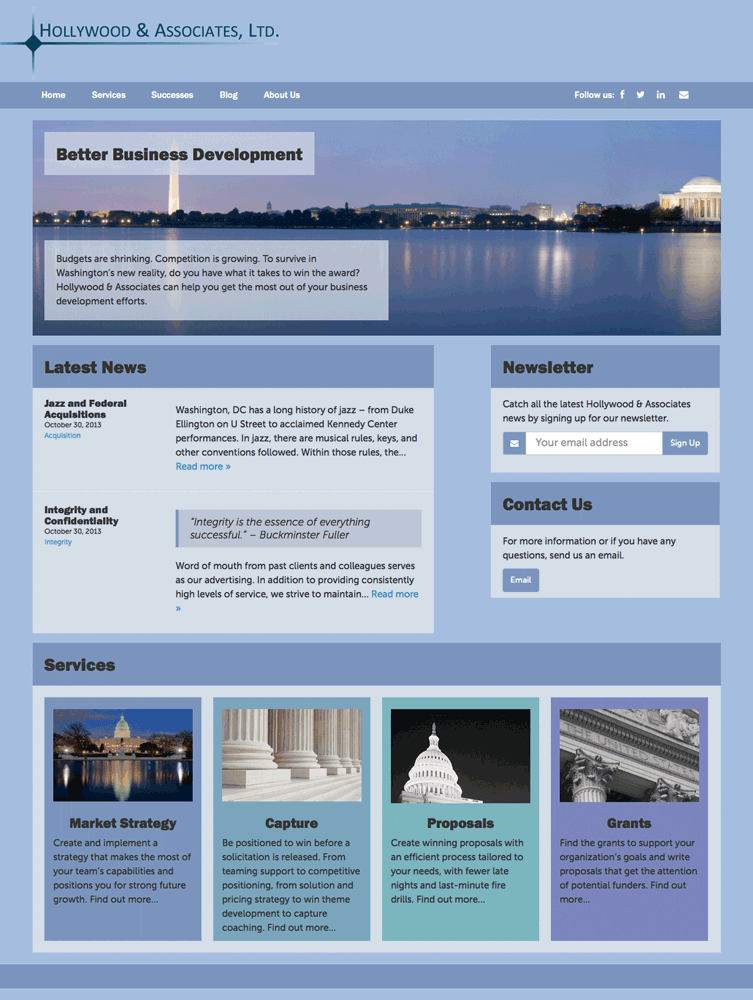 HOLLYWOOD & ASSOCIATES, LTD.
Home Services Successes Blog About Us Follow us:
Better Business Development
Budgets are shrinking. Competition is growing. To survive in
Washington's new reality, do you have what it takes to win the award?
Hollywood & Associates can help you get the most out of your business
development efforts.
Latest News
Jazz and Federal
Acquisitions
October 30, 2013
Acquisition
Washington, DC has a long history of jazz – from Duke
Ellington on U Street to acclaimed Kennedy Center
performances. In jazz, there are musical rules, keys, and
other conventions followed. Within those rules, the...
Read more »
Integrity and
Confidentiality
October 30, 2013
Integrity
"Integrity is the essence of everything
successful." – Buckminster Fuller
Word of mouth from past clients and colleagues serves
as our advertising. In addition to providing consistently
high levels of service, we strive to maintain... Read more
»
Newsletter
Catch all the latest Hollywood & Associates
news by signing up for our newsletter.
Your email address Sign Up
Contact Us
For more information or if you have any
questions, send us an email.
Email
Services
Market Strategy
Create and implement a
strategy that makes the most of
your team's capabilities and
positions you for strong future
growth. Find out more...
Capture
Be positioned to win before a
solicitation is released. From
teaming support to competitive
positioning, from solution and
pricing strategy to win theme
development to capture
coaching. Find out more...
Proposals
Create winning proposals with
an efficient process tailored to
your needs, with fewer late
nights and last-minute fire
drills. Find out more...
Grants
Find the grants to support your
organization's goals and write
proposals that get the attention
of potential funders. Find out
more...